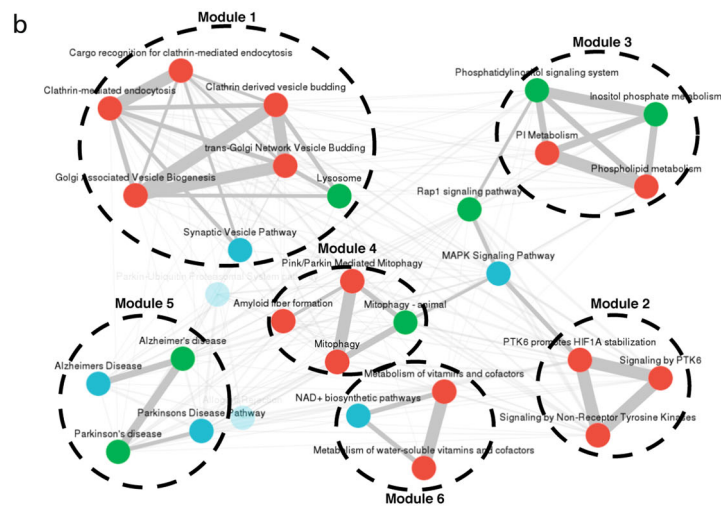 b
Module 1
Cargo recognition for clathrin-mediated endocytosis
Clathrin-mediated endocytosis
Clathrin derived vesicle budding
trans-Golgi Network Vesicle Budding
Golgi Associated Vesicle Biogenesis
Lysosome
Synaptic Vesicle Pathway
Module 3
Phosphatidylinositol signaling system
Inositol phosphate metabolism
PI Metabolism
Phospholipid metabolism
Rap1 signaling pathway
MAPK Signaling Pathway
Module 4
Pink/Parkin Mediated Mitophagy
Amyloid fiber formation
Mitophagy - animal
Mitophagy
Module 5
Alzheimer's disease
Alzheimers Disease
Parkinsons Disease Pathway
Parkinson's disease
Module 2
PTK6 promotes HIF1A stabilization
Signaling by PTK6
Signaling by Non-Receptor Tyrosine Kinases
Metabolism of vitamins and cofactors
NAD+ biosynthetic pathways
Metabolism of water-soluble vitamins and cofactors
Module 6